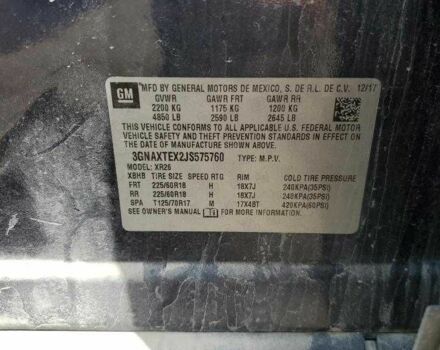 GM
MFD BY GENERAL MOTORS DE MEXICO, S. DE R.L. DE C.V. 12/17
GVWR GAWR FRT GAWR RR
2200 KG 1175 KG 1200 KG
4850 LB 2590 LB 2645 LB
THIS VEHICLE CONFORMS TO ALL APPLICABLE U.S. FEDERAL MOTOR
VEHICLE SAFETY AND THEFT PREVENTION STANDARDS IN EFFECT
ON THE DATE OF MANUFACTURE SHOWN ABOVE.
3GNAXTEX2JS575760 TYPE: M.P.V.
MODEL: XR26
XBHB TIRE SIZE SPEED RTG RIM COLD TIRE PRESSURE
FRT 225/60R18 H 18X7J 240KPA(35PSI)
RR 225/60R18 H 18X7J 240KPA(35PSI)
SPA T125/70R17 M 17X4BT 420KPA(60PSI)
SEE OWNER'S MANUAL FOR MORE INFORMATION.